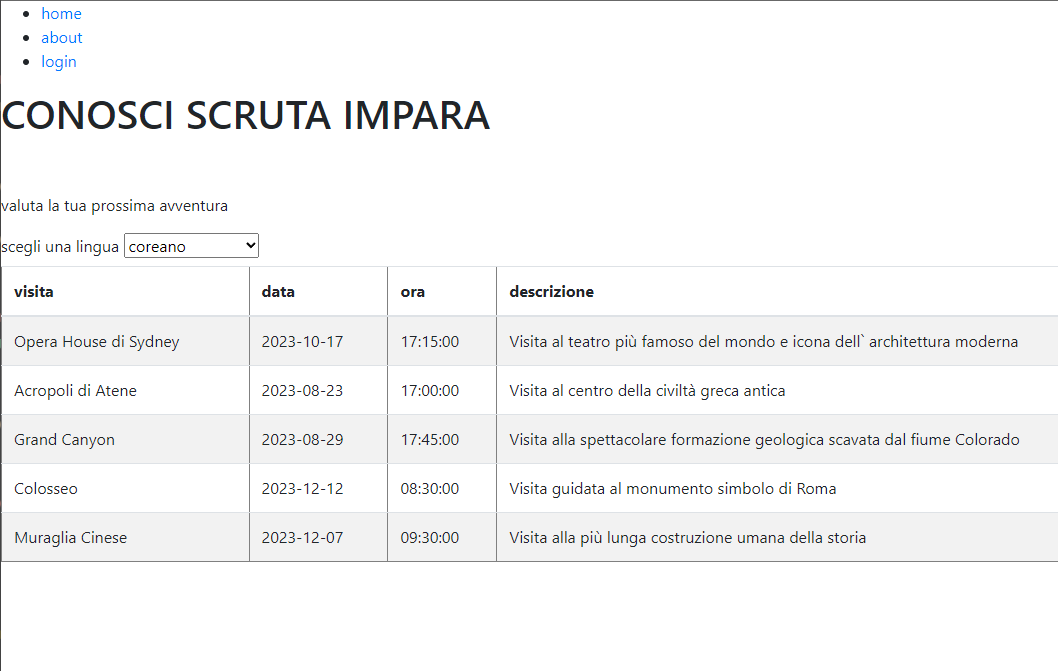 home
about
login
CONOSCI SCRUTA IMPARA
valuta la tua prossima avventura
scegli una lingua coreano
visita data ora descrizione
Opera House di Sydney 2023-10-17 17:15:00 Visita al teatro più famoso del mondo e icona dell` architettura moderna
Acropoli di Atene 2023-08-23 17:00:00 Visita al centro della civiltà greca antica
Grand Canyon 2023-08-29 17:45:00 Visita alla spettacolare formazione geologica scavata dal fiume Colorado
Colosseo 2023-12-12 08:30:00 Visita guidata al monumento simbolo di Roma
Muraglia Cinese 2023-12-07 09:30:00 Visita alla più lunga costruzione umana della storia